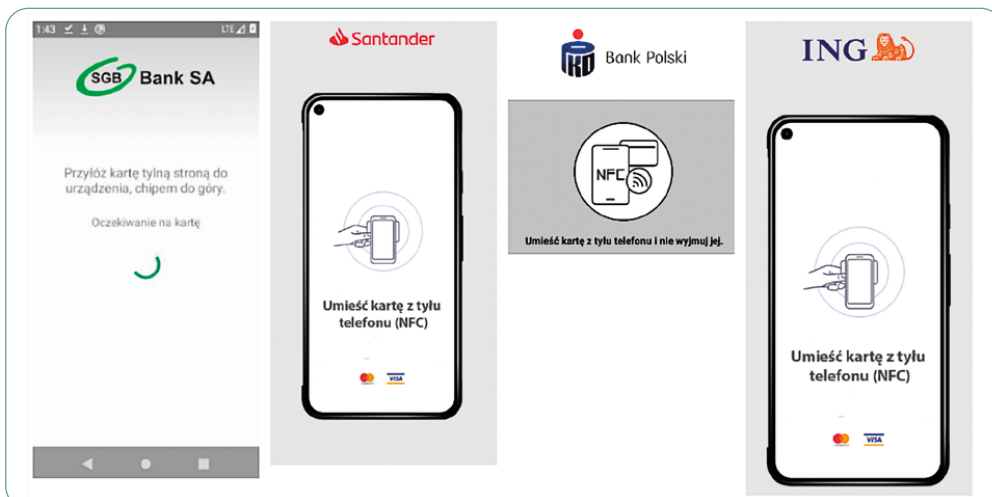 1:43
LTE
SGB Bank SA
Przyłóż kartę tylną stroną do
urządzenia, chipem do góry.
Oczekiwanie na kartę
Santander
Umieść kartę z tyłu
telefonu (NFC)
VISA
PKO Bank Polski
NFC
Umieść kartę z tyłu telefonu i nie wyjmuj jej.
ING
Umieść kartę z tyłu
telefonu (NFC)
VISA